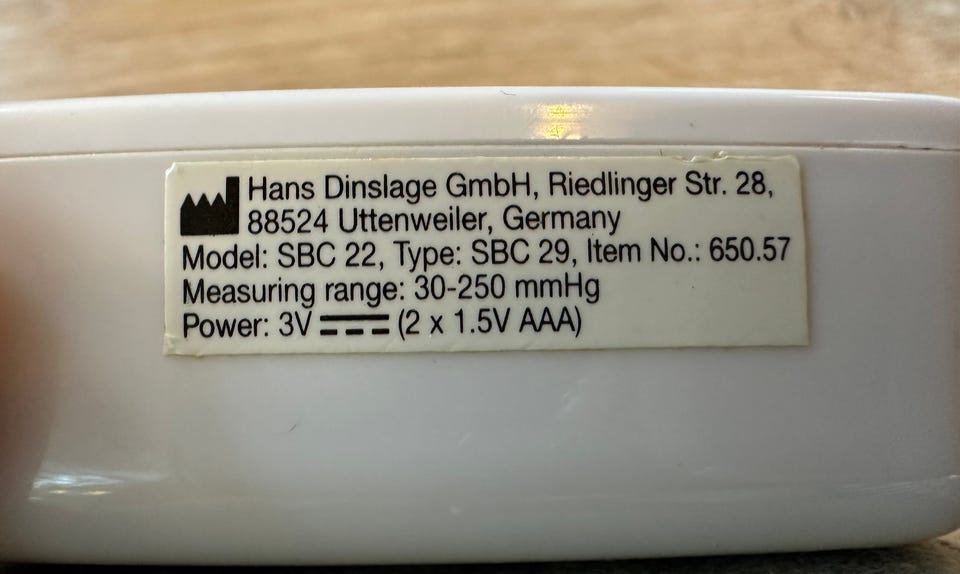 Hans Dinslage GmbH, Riedlinger Str. 28,
88524 Uttenweiler, Germany
Model: SBC 22, Type: SBC 29, Item No.: 650.57
Measuring range: 30-250 mmHg
Power: 3V ⎓ (2 x 1.5V AAA)